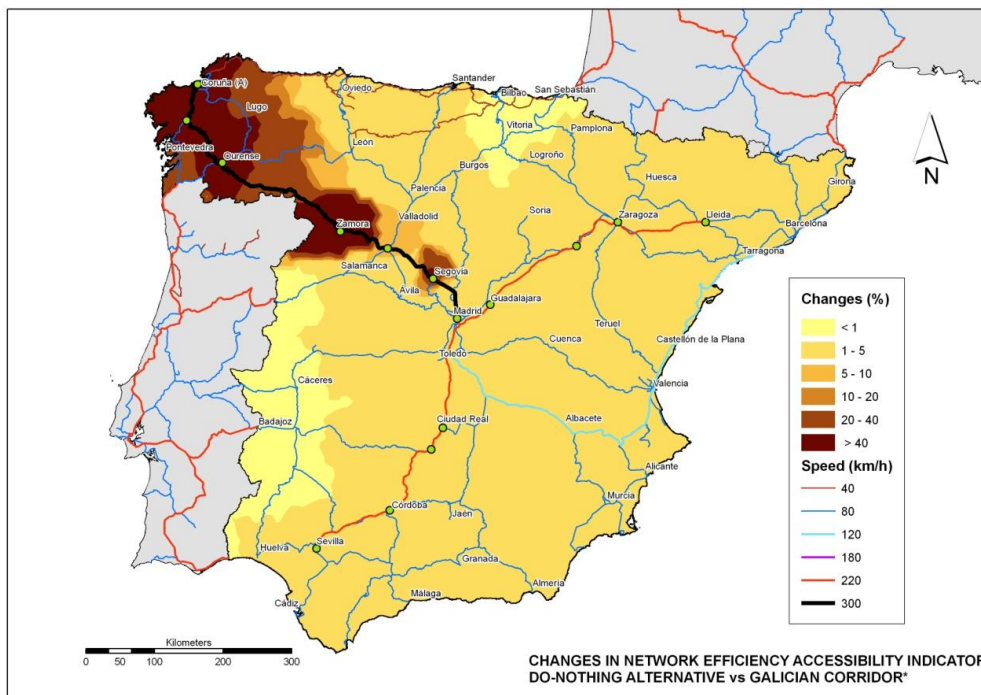 Coruña (A)
Lugo
Pontevedra
Ourense
Oviedo
León
Santander
Bilbao
San Sebastián
Vitoria
Pamplona
Logroño
Burgos
Palencia
Huesca
Girona
Zamora
Valladolid
Soria
Zaragoza
Lleida
Barcelona
Tarragona
Salamanca
Segovia
Ávila
Guadalajara
Madrid
Teruel
Cuenca
Castellón de la Plana
Toledo
Cáceres
Valencia
Badajoz
Ciudad Real
Albacete
Alicante
Murcia
Córdoba
Jaén
Huelva
Sevilla
Granada
Almería
Málaga
Cádiz
N
Changes (%)
< 1
1 - 5
5 - 10
10 - 20
20 - 40
> 40
Speed (km/h)
40
80
120
180
220
300
Kilometers
0 50 100 200 300
CHANGES IN NETWORK EFFICIENCY ACCESSIBILITY INDICATOR
DO-NOTHING ALTERNATIVE vs GALICIAN CORRIDOR*